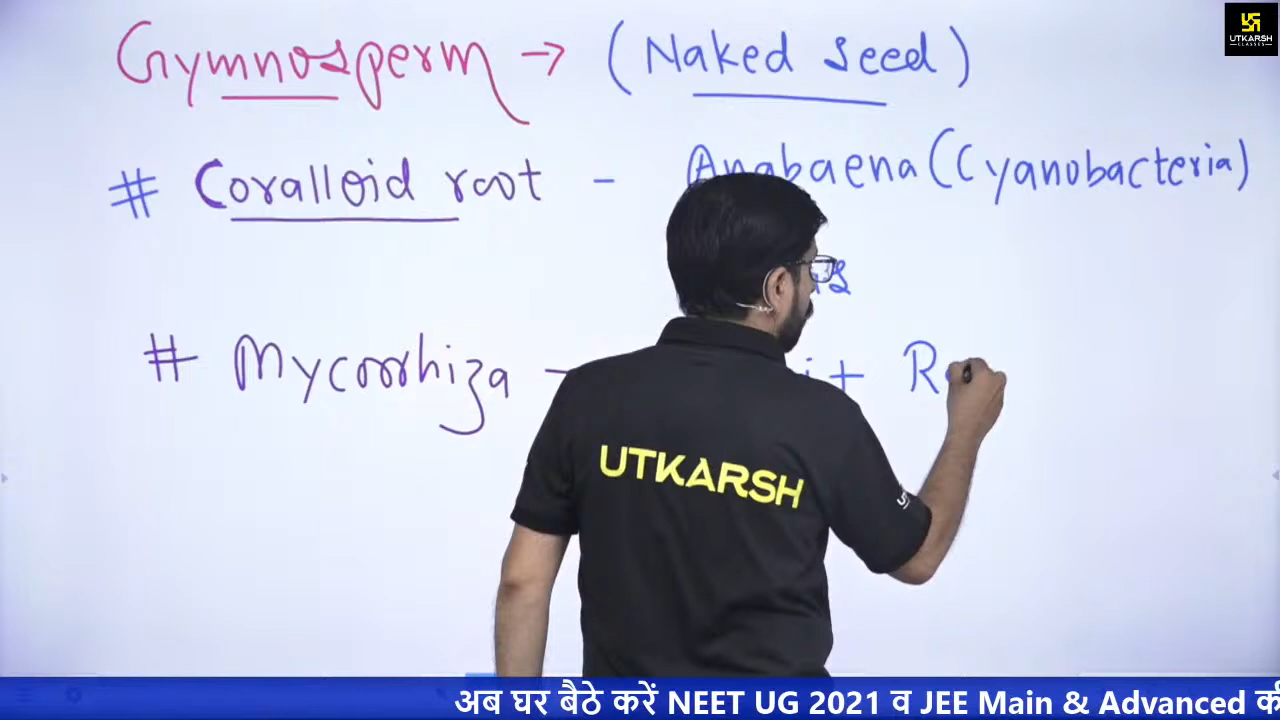 Gymnosperm → (Naked seed)
UTKARSH
CLASSES
# Coralloid root - Anabaena (Cyanobacteria)
# Mycorrhiza - + R
UTKARSH
अब घर बैठे करें NEET UG 2021 व JEE Main & Advanced की